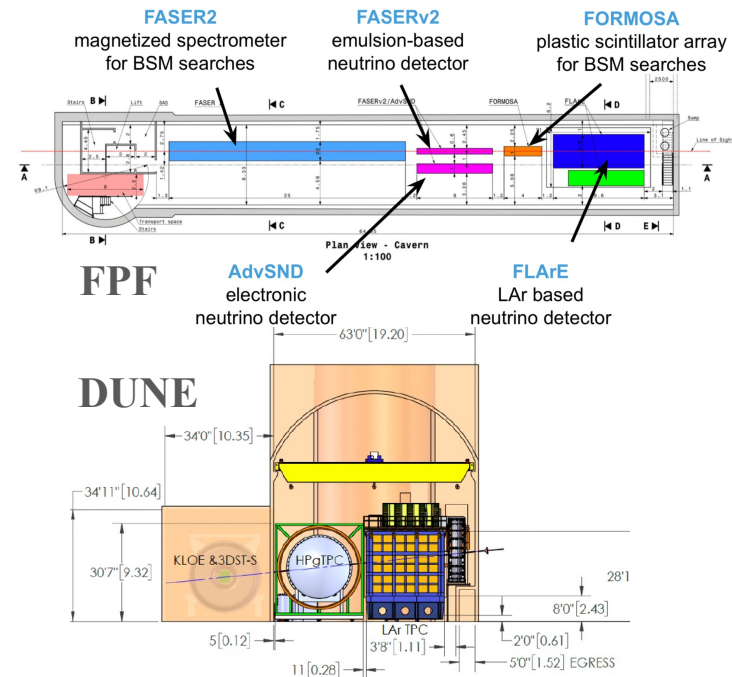 FASER2
magnetized spectrometer
for BSM searches
FASERv2
emulsion-based
neutrino detector
FORMOSA
plastic scintillator array
for BSM searches
2500
Stairs
B
Lift
SAS
FASER
C
FASERv2/AdvSND
FORMOSA
FLArE
D
Sump
Line of Sigh
A
A
Transport space
Stairs
B
C
D
E
Plan view - Cavern
1:100
FPF
AdvSND
electronic
neutrino detector
FLArE
LAr based
neutrino detector
63'0"[19.20]
DUNE
34'0"[10.35]
34'11"[10.64]
30'7"[9.32]
KLOE &3DST-S
HPgTPC
28'1
8'0"[2.43]
LAr TPC
5[0.12]
3'8"[1.11]
2'0"[0.61]
5'0"[1.52] EGRESS
11[0.28]